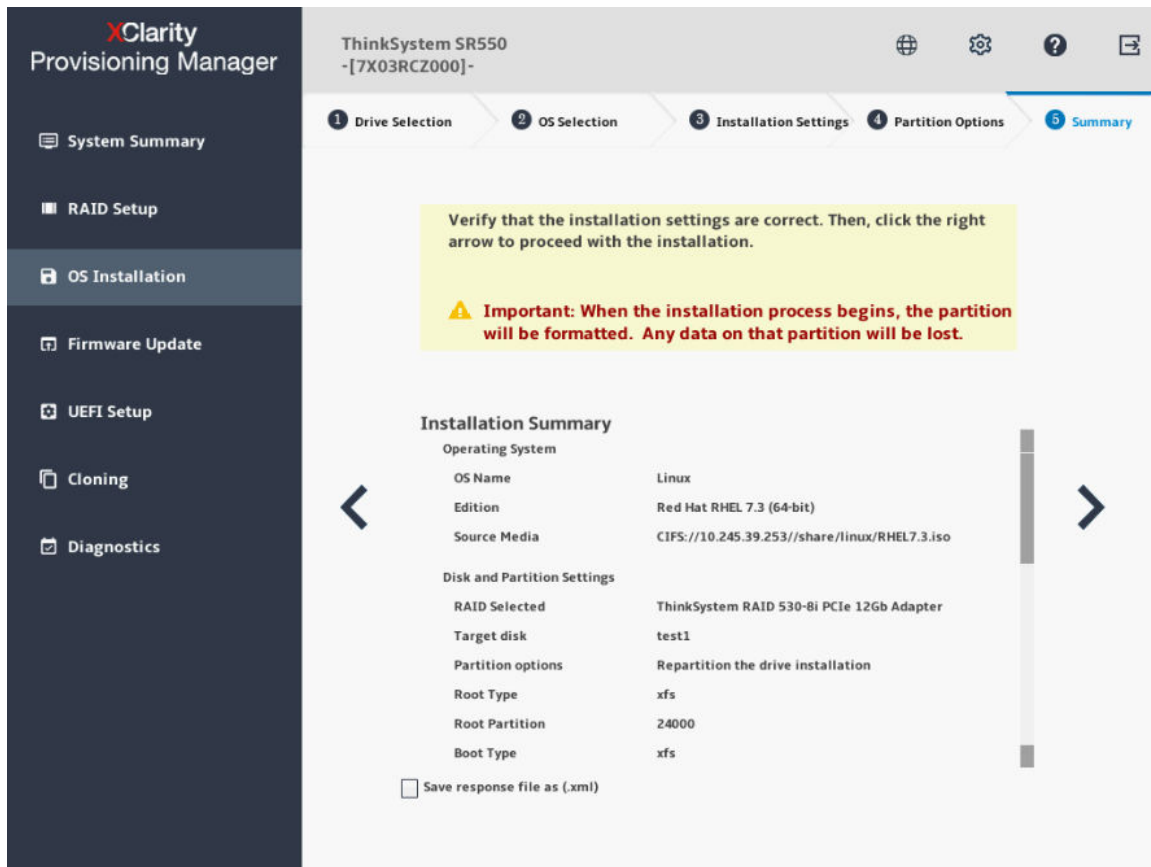 XClarity
Provisioning Manager
System Summary
RAID Setup
OS Installation
Firmware Update
UEFI Setup
Cloning
Diagnostics
ThinkSystem SR550
-[7X03RCZ000]-
?
1 Drive Selection
2 OS Selection
3 Installation Settings
4 Partition Options
5 Summary
Verify that the installation settings are correct. Then, click the right
arrow to proceed with the installation.
Important: When the installation process begins, the partition
will be formatted. Any data on that partition will be lost.
Installation Summary
Operating System
OS Name Linux
Edition Red Hat RHEL 7.3 (64-bit)
Source Media CIFS://10.245.39.253//share/linux/RHEL7.3.iso
Disk and Partition Settings
RAID Selected ThinkSystem RAID 530-8i PCIe 12Gb Adapter
Target disk test1
Partition options Repartition the drive installation
Root Type xfs
Root Partition 24000
Boot Type xfs
Save response file as (.xml)